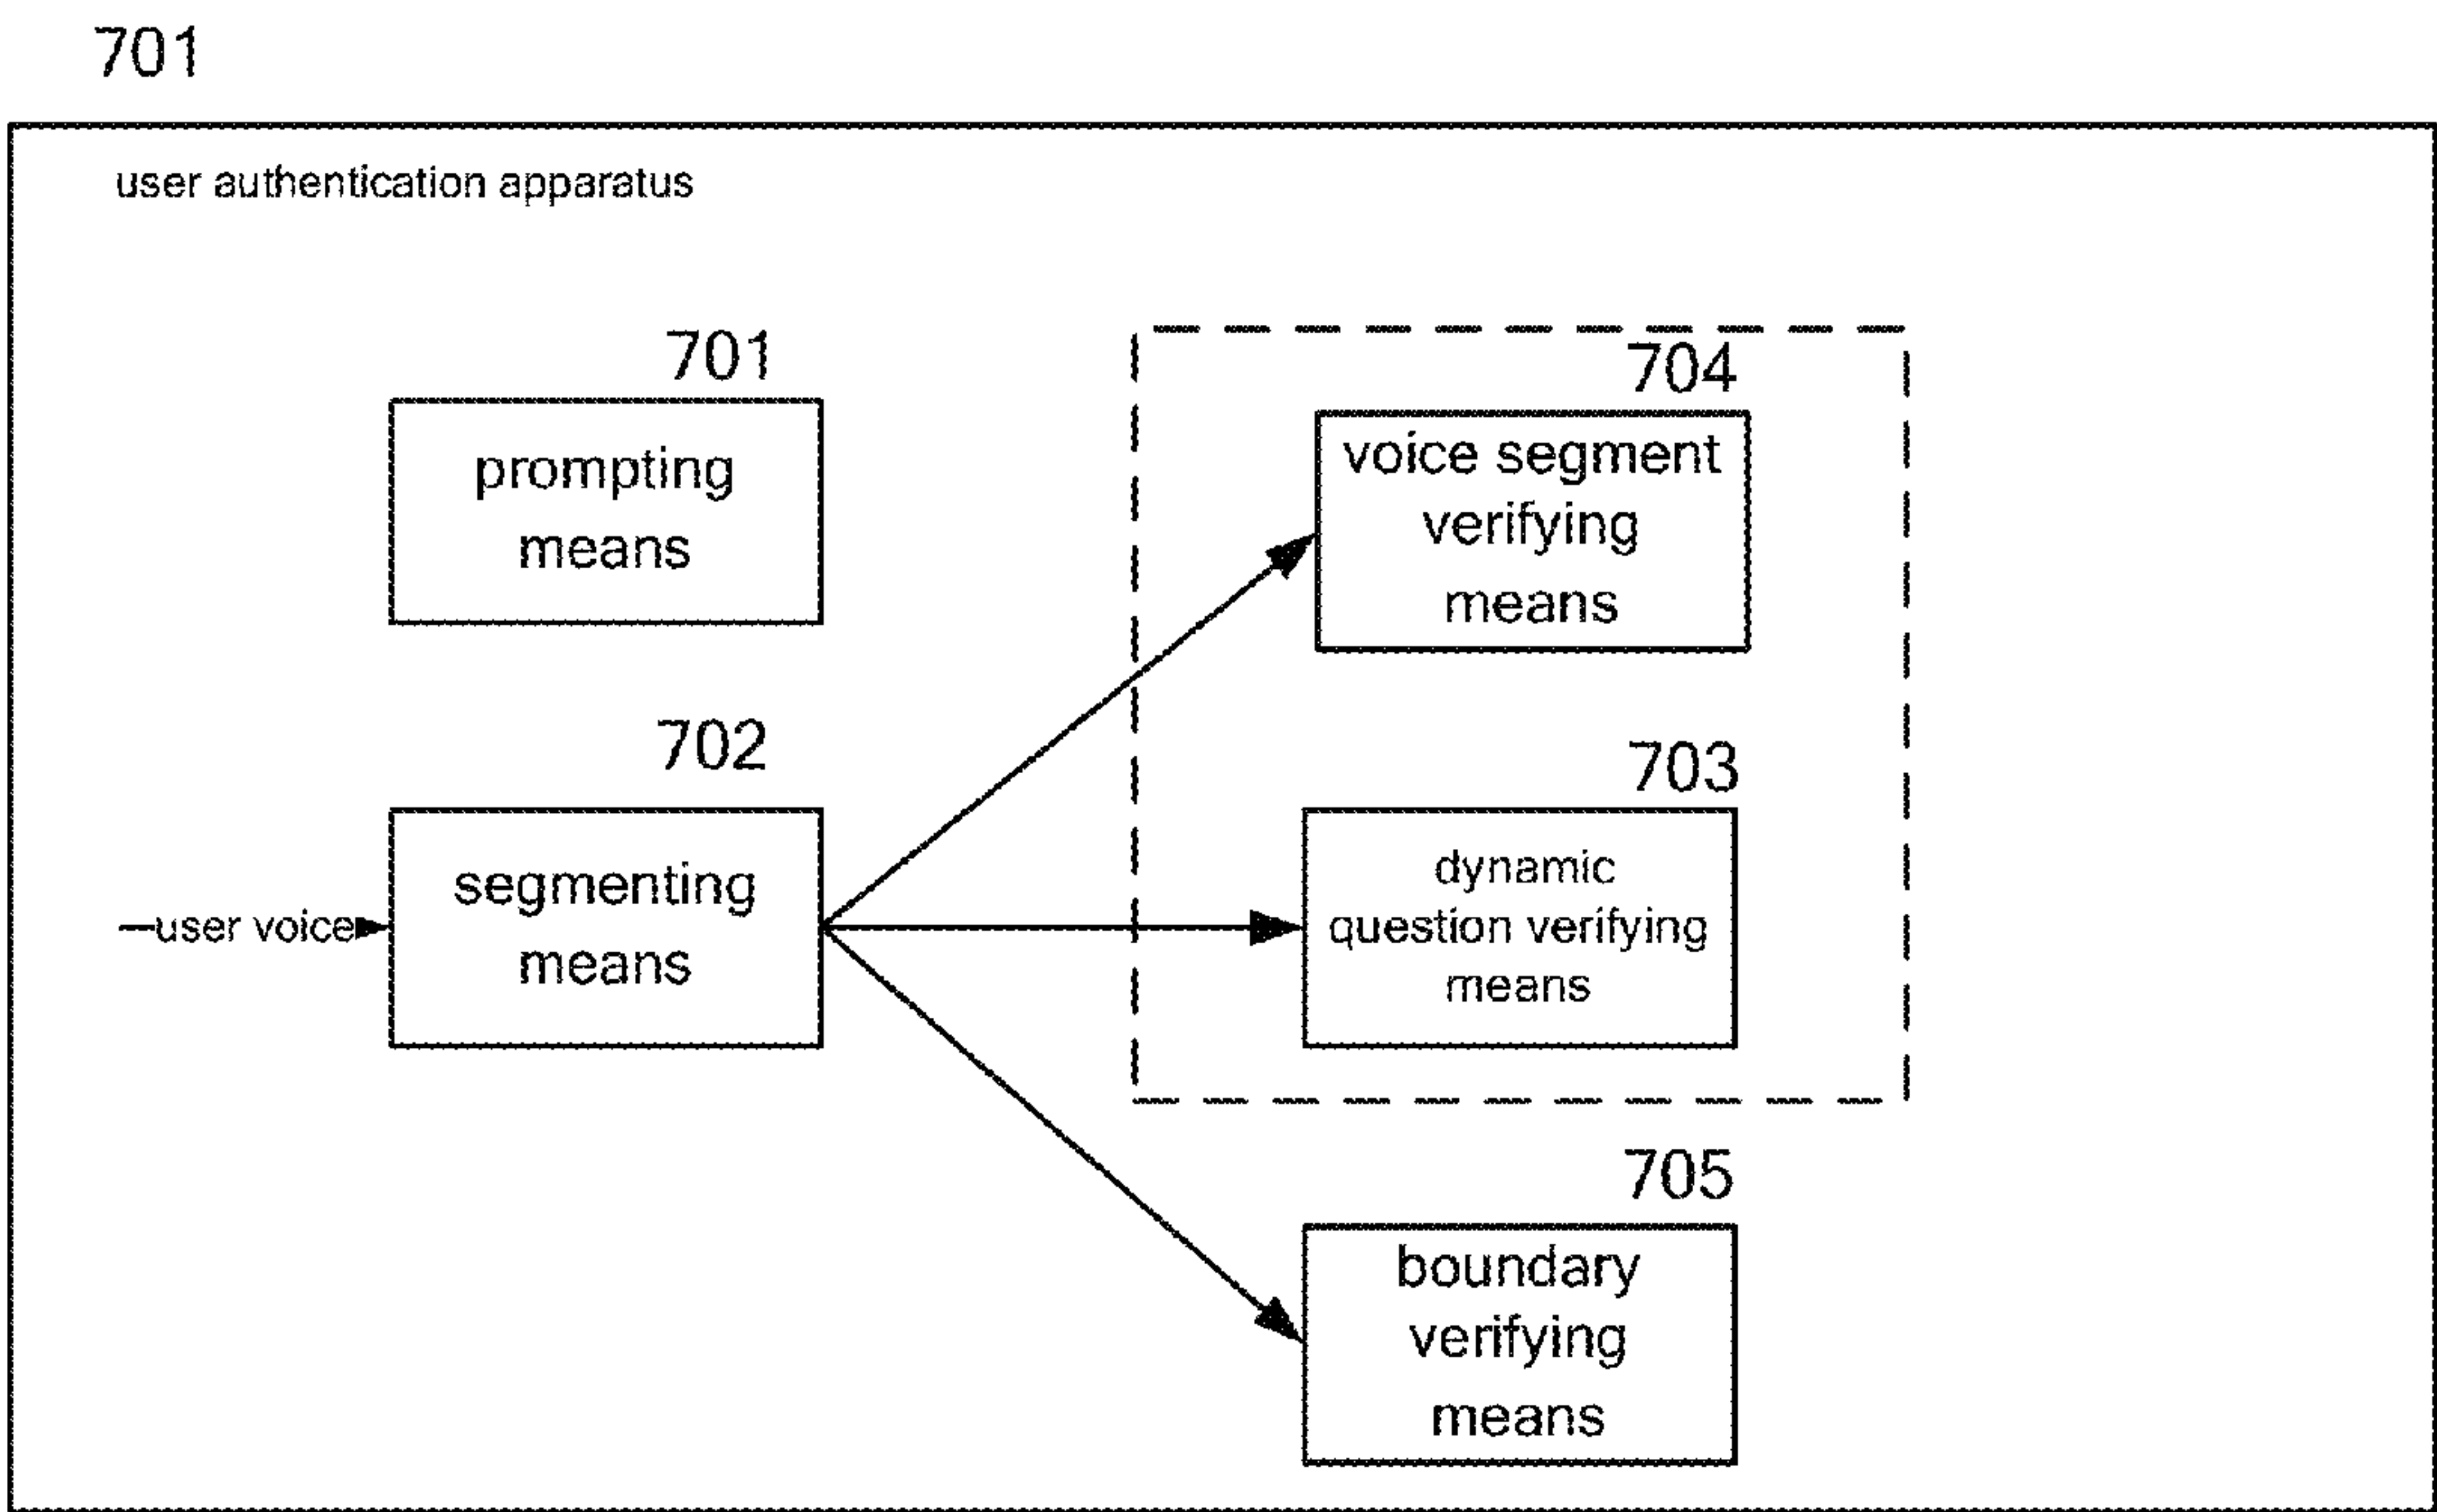 701
user authentication apparatus
701
prompting
means
704
voice segment
verifying
means
702
user voice
segmenting
means
703
dynamic
question verifying
means
705
boundary
verifying
means